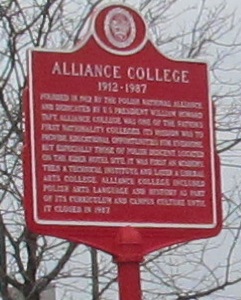 ALLIANCE COLLEGE
1912-1987
FOUNDED IN 1912 BY THE POLISH NATIONAL ALLIANCE
AND DEDICATED BY U.S. PRESIDENT WILLIAM HOWARD
TAFT, ALLIANCE COLLEGE WAS ONE OF THE NATION'S
FIRST NATIONALITY COLLEGES. ITS MISSION WAS TO
PROVIDE EDUCATIONAL OPPORTUNITIES FOR EVERYONE,
BUT ESPECIALLY THOSE OF POLISH DESCENT. LOCATED
ON THE RIDER HOTEL SITE, IT WAS FIRST AN ACADEMY,
THEN A TECHNICAL INSTITUTE, AND LATER A LIBERAL
ARTS COLLEGE. ALLIANCE COLLEGE INCLUDED
POLISH ARTS, LANGUAGE AND HISTORY AS PART
OF ITS CURRICULUM AND CAMPUS CULTURE UNTIL
IT CLOSED IN 1987